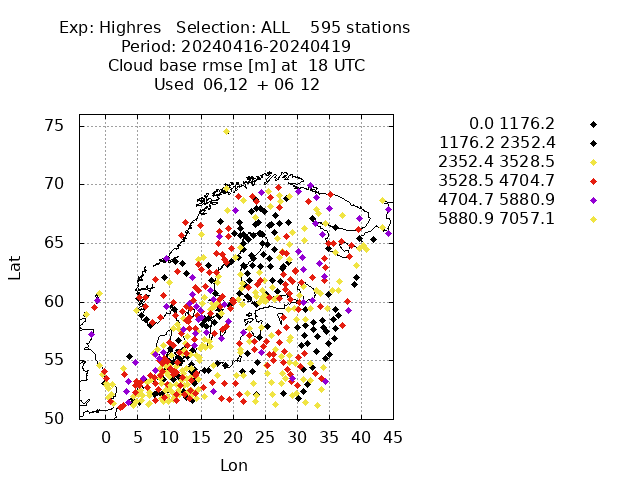 Exp: Highres   Selection: ALL    595 stations
Period: 20240416-20240419
Cloud base rmse [m] at  18 UTC
Used  06,12  + 06 12
0.0 1176.2
1176.2 2352.4
2352.4 3528.5
3528.5 4704.7
4704.7 5880.9
5880.9 7057.1
75
70
65
60
55
50
Lat
0 5 10 15 20 25 30 35 40 45
Lon